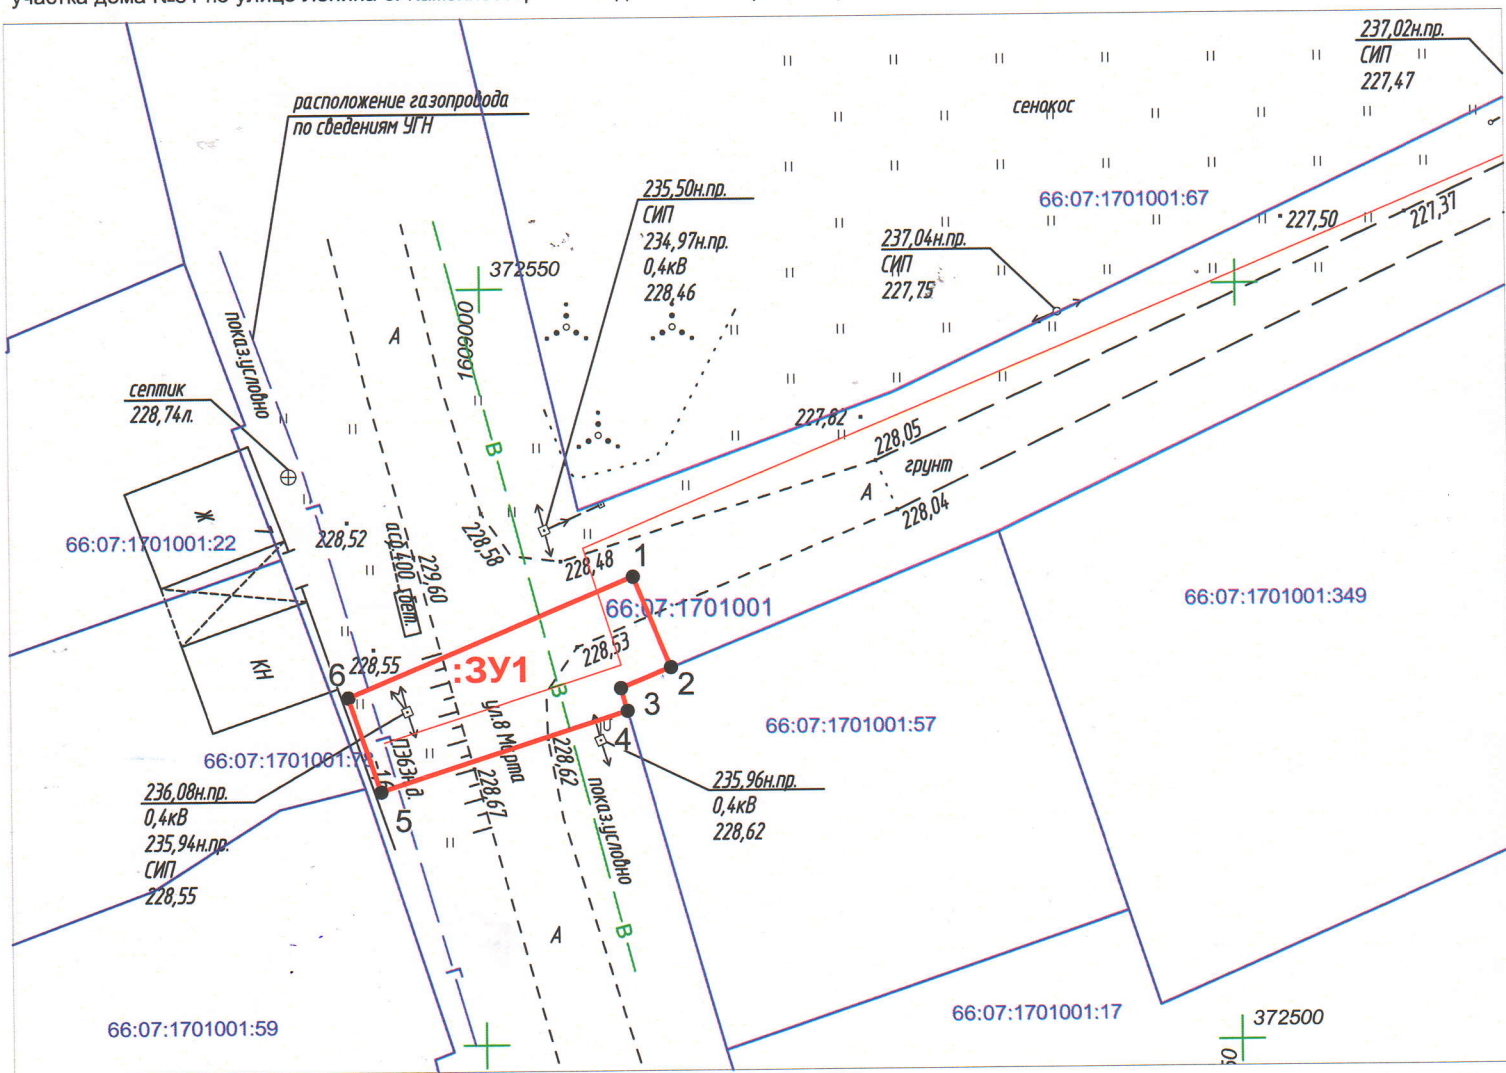 расположение газопровода
по сведениям УГН
237,02н.пр.
СИП
227,47
сенокос
235,50н.пр.
СИП
234,97н.пр.
0,4кВ
228,46
66:07:1701001:67
227,50
227,37
237,04н.пр.
СИП
227,75
372550
1609000
А
показ.условно
септик
228,74л.
В
227,82
228,05
грунт
А
228,04
Ж
66:07:1701001:22
Г
228,52
асф.400
бет.
229,60
228,58
228,48
1
66:07:1701001
66:07:1701001:349
КН
6
228,55
:ЗУ1
228,53
2
В
3
4
ул.8 Марта
66:07:1701001:57
Г
228,67
228,62
5
236,08н.пр.
0,4кВ
235,94н.пр.
СИП
228,55
235,96н.пр.
0,4кВ
228,62
показ.условно
В
А
Г
66:07:1701001:59
66:07:1701001:17
372500